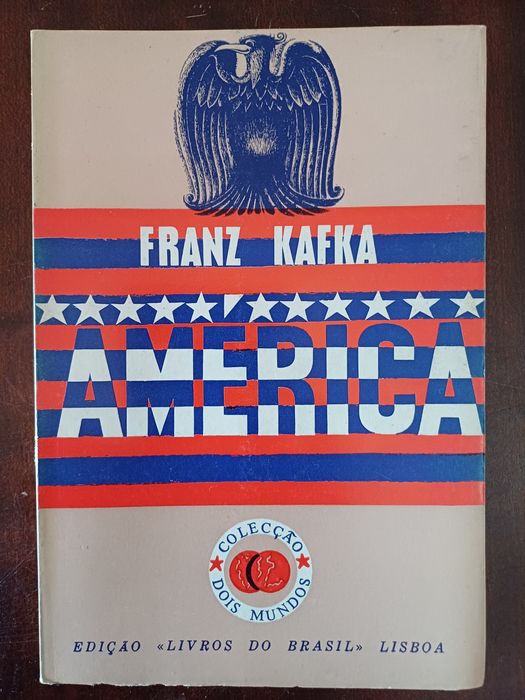 FRANZ KAFKA
AMÉRICA
COLECÇÃO
DOIS MUNDOS
EDIÇÃO «LIVROS DO BRASIL» LISBOA